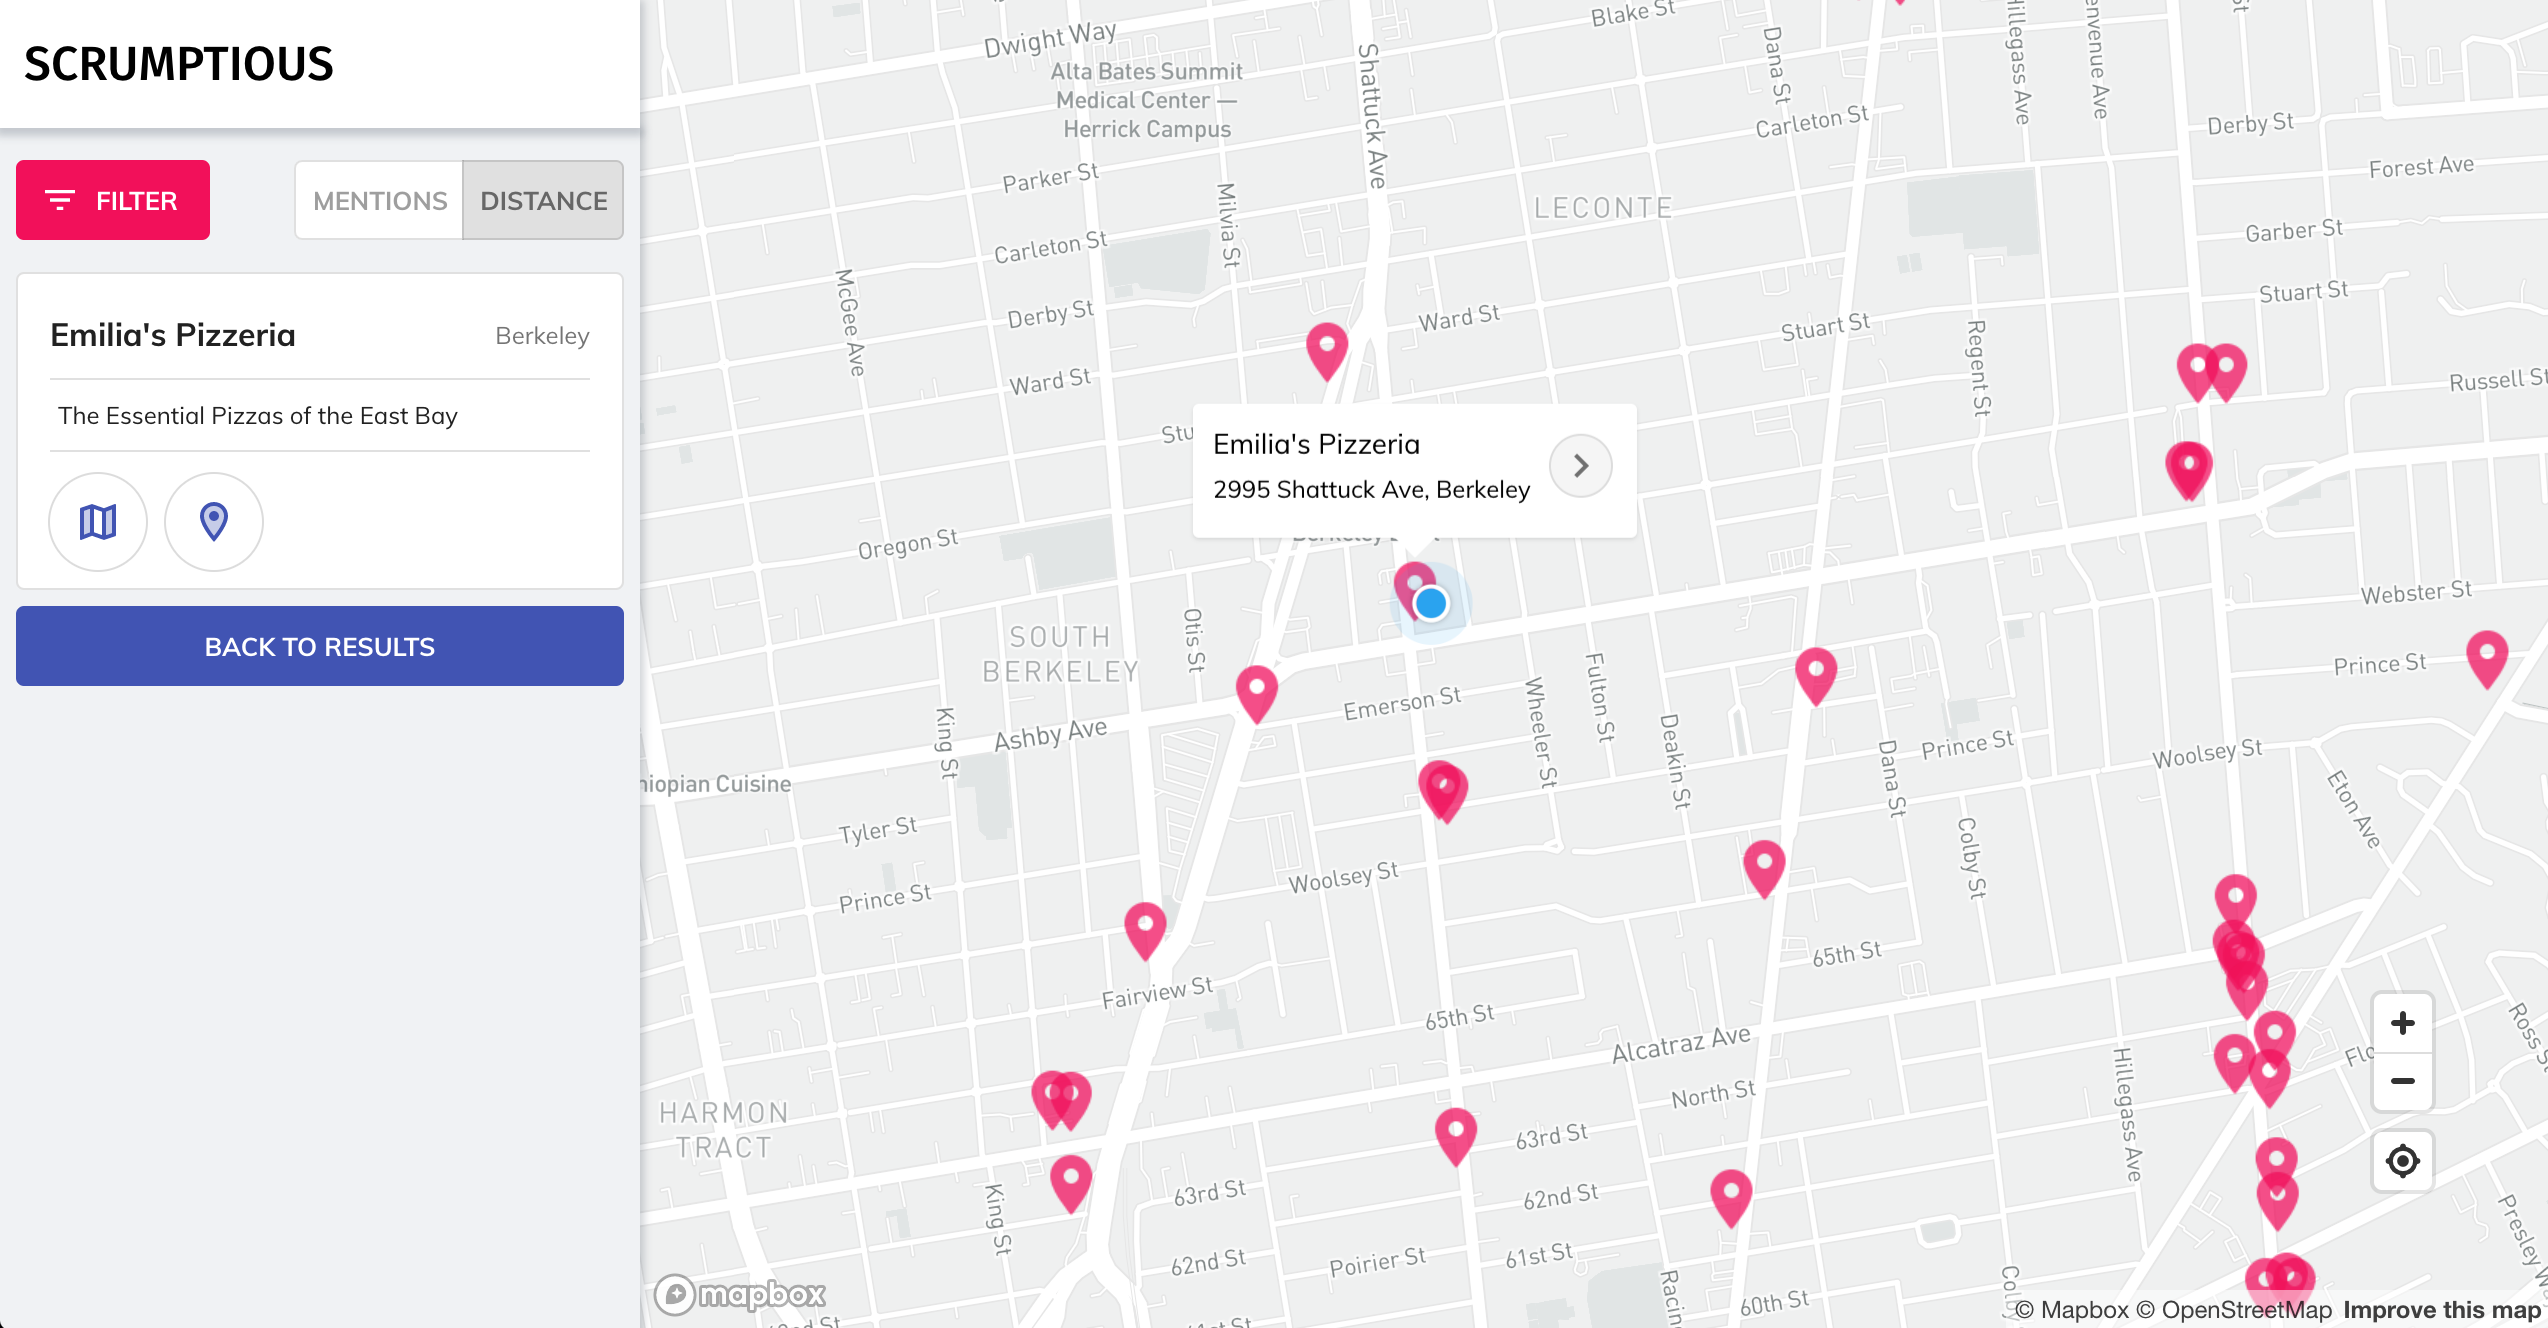 SCRUMPTIOUS
FILTER
MENTIONS
DISTANCE
Emilia's Pizzeria
Berkeley
The Essential Pizzas of the East Bay
BACK TO RESULTS
Blake St
Dwight Way
Alta Bates Summit
Medical Center —
Herrick Campus
Shattuck Ave
Dana St
Hillegass Ave
Carleton St
Derby St
Forest Ave
Parker St
Milvia St
LECONTE
Garber St
Carleton St
McGee Ave
Derby St
Ward St
Stuart St
Stuart St
Regent St
Ward St
Russell St
Emilia's Pizzeria
2995 Shattuck Ave, Berkeley
Oregon St
Webster St
SOUTH
BERKELEY
Otis St
Prince St
Emerson St
Wheeler St
Fulton St
Deakin St
King St
Ashby Ave
Dana St
Prince St
Woolsey St
Cuisine
Eton Ave
Tyler St
Colby St
Woolsey St
Prince St
65th St
Fairview St
65th St
Alcatraz Ave
North St
Hillegass Ave
HARMON
TRACT
63rd St
63rd St
62nd St
King St
62nd St
Poirier St
61st St
60th St
mapbox
© Mapbox © OpenStreetMap Improve this map